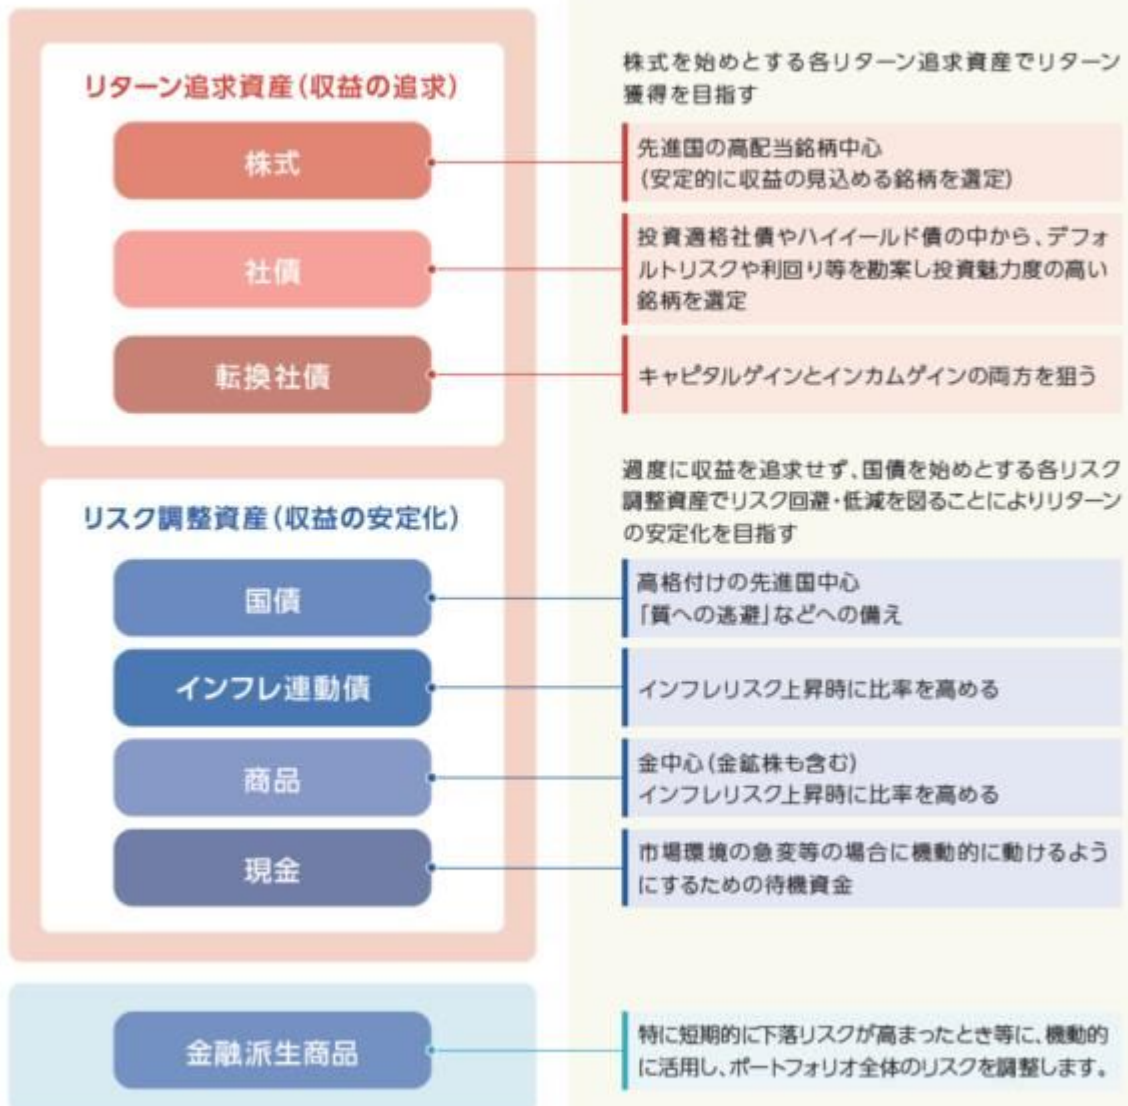 リターン追求資産(収益の追求)
株式を始めとする各リターン追求資産でリターン
獲得を目指す
株式
先進国の高配当銘柄中心
(安定的に収益の見込める銘柄を選定)
社債
投資適格社債やハイイールド債の中から、デフォ
ルトリスクや利回り等を勘案し投資魅力度の高い
銘柄を選定
転換社債
キャピタルゲインとインカムゲインの両方を狙う
リスク調整資産(収益の安定化)
過度に収益を追求せず、国債を始めとする各リスク
調整資産でリスク回避・低減を図ることによりリターン
の安定化を目指す
国債
高格付けの先進国中心
「質への逃避」などへの備え
インフレ連動債
インフレリスク上昇時に比率を高める
商品
金中心(金鉱株も含む)
インフレリスク上昇時に比率を高める
現金
市場環境の急変等の場合に機動的に動けるよう
にするための待機資金
金融派生商品
特に短期的に下落リスクが高まったとき等に、機動的
に活用し、ポートフォリオ全体のリスクを調整します。